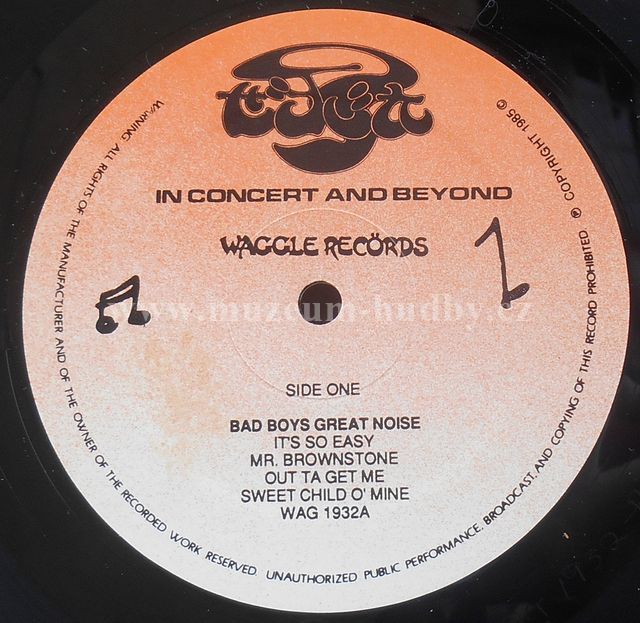 IN CONCERT AND BEYOND
WAGGLE RECÖRDS
1
www.muzeum-hudby.cz
SIDE ONE
BAD BOYS GREAT NOISE
IT'S SO EASY
MR. BROWNSTONE
OUT TA GET ME
SWEET CHILD O' MINE
WAG 1932A
WARNING. ALL RIGHTS OF THE MANUFACTURER AND OF THE OWNER OF THE RECORDED WORK RESERVED. UNAUTHORIZED PUBLIC PERFORMANCE, BROADCAST, AND COPYING OF THIS RECORD PROHIBITED ℗ COPYRIGHT 1985 ©